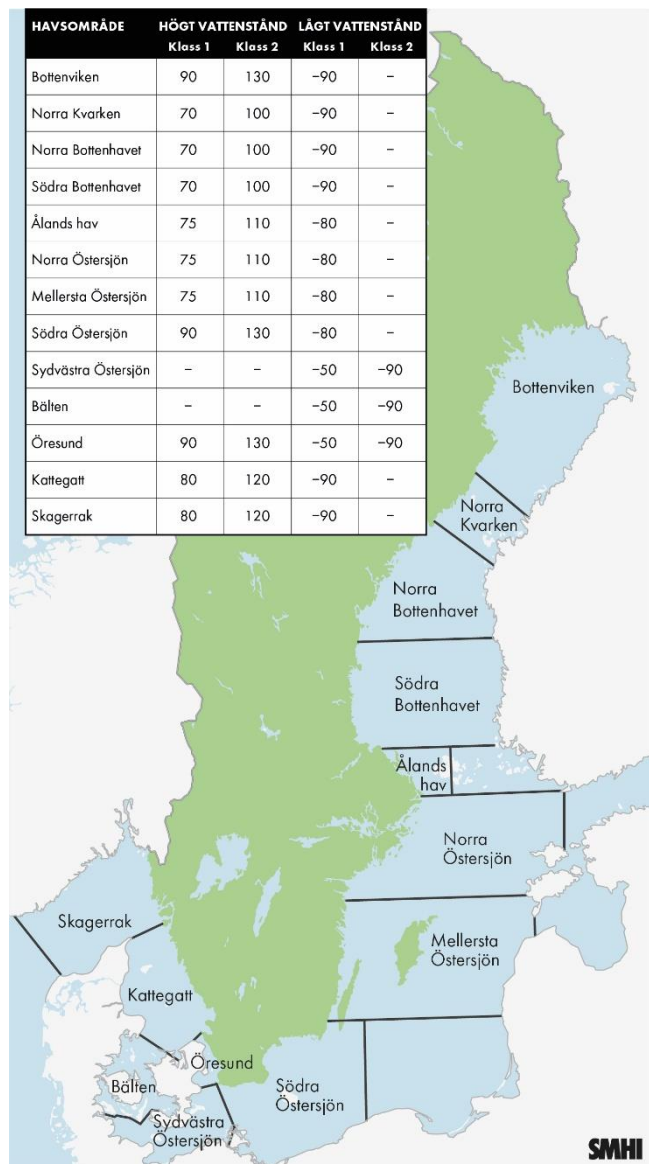 HAVSOMRÅDE HÖGT VATTENSTÅND LÅGT VATTENSTÅND
Klass 1 Klass 2 Klass 1 Klass 2
Bottenviken 90 130 –90 –
Norra Kvarken 70 100 –90 –
Norra Bottenhavet 70 100 –90 –
Södra Bottenhavet 70 100 –90 –
Ålands hav 75 110 –80 –
Norra Östersjön 75 110 –80 –
Mellersta Östersjön 75 110 –80 –
Södra Östersjön 90 130 –80 –
Sydvästra Östersjön – – –50 –90
Bälten – – –50 –90
Öresund 90 130 –50 –90
Kattegatt 80 120 –90 –
Skagerrak 80 120 –90 –
Bottenviken
Norra
Kvarken
Norra
Bottenhavet
Södra
Bottenhavet
Ålands
hav
Norra
Östersjön
Skagerrak
Mellersta
Östersjön
Kattegatt
Öresund
Bälten
Södra
Östersjön
Sydvästra
Östersjön
SMHI